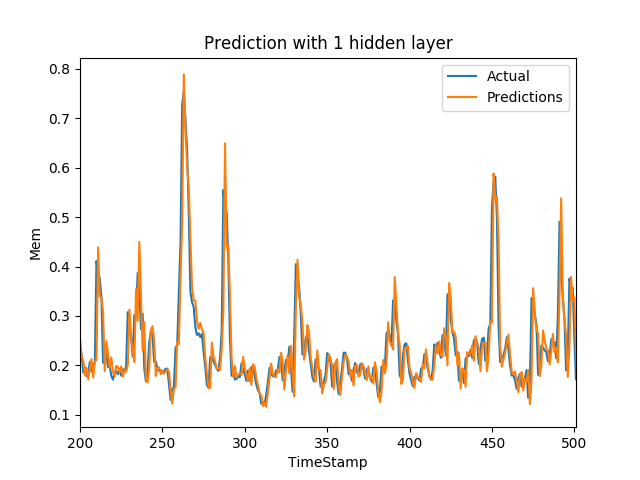 Prediction with 1 hidden layer
Actual
Predictions
0.8
0.7
0.6
0.5
0.4
0.3
0.2
0.1
Mem
200 250 300 350 400 450 500
TimeStamp